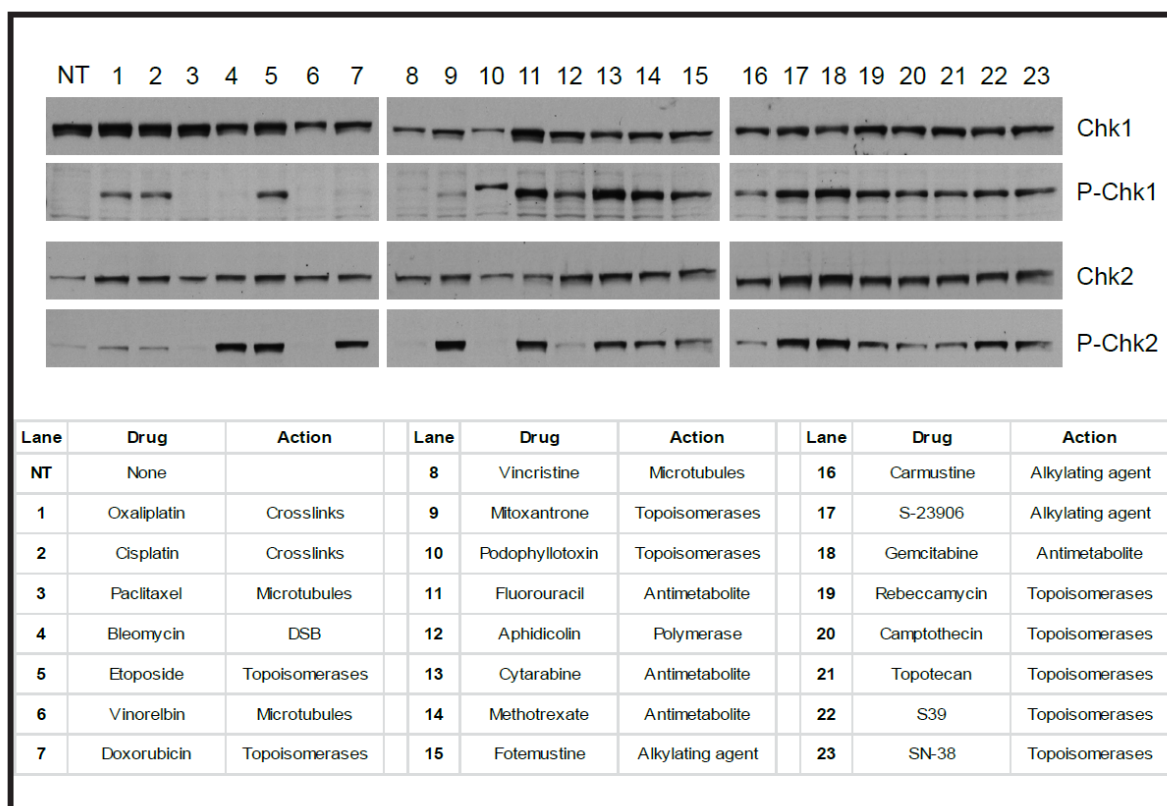 NT 1 2 3 4 5 6 7 8 9 10 11 12 13 14 15 16 17 18 19 20 21 22 23
Chk1
P-Chk1
Chk2
P-Chk2
Lane Drug Action Lane Drug Action Lane Drug Action
NT None 8 Vincristine Microtubules 16 Carmustine Alkylating agent
1 Oxaliplatin Crosslinks 9 Mitoxantrone Topoisomerases 17 S-23906 Alkylating agent
2 Cisplatin Crosslinks 10 Podophyllotoxin Topoisomerases 18 Gemcitabine Antimetabolite
3 Paclitaxel Microtubules 11 Fluorouracil Antimetabolite 19 Rebeccamycin Topoisomerases
4 Bleomycin DSB 12 Aphidicolin Polymerase 20 Camptothecin Topoisomerases
5 Etoposide Topoisomerases 13 Cytarabine Antimetabolite 21 Topotecan Topoisomerases
6 Vinorelbin Microtubules 14 Methotrexate Antimetabolite 22 S39 Topoisomerases
7 Doxorubicin Topoisomerases 15 Fotemustine Alkylating agent 23 SN-38 Topoisomerases